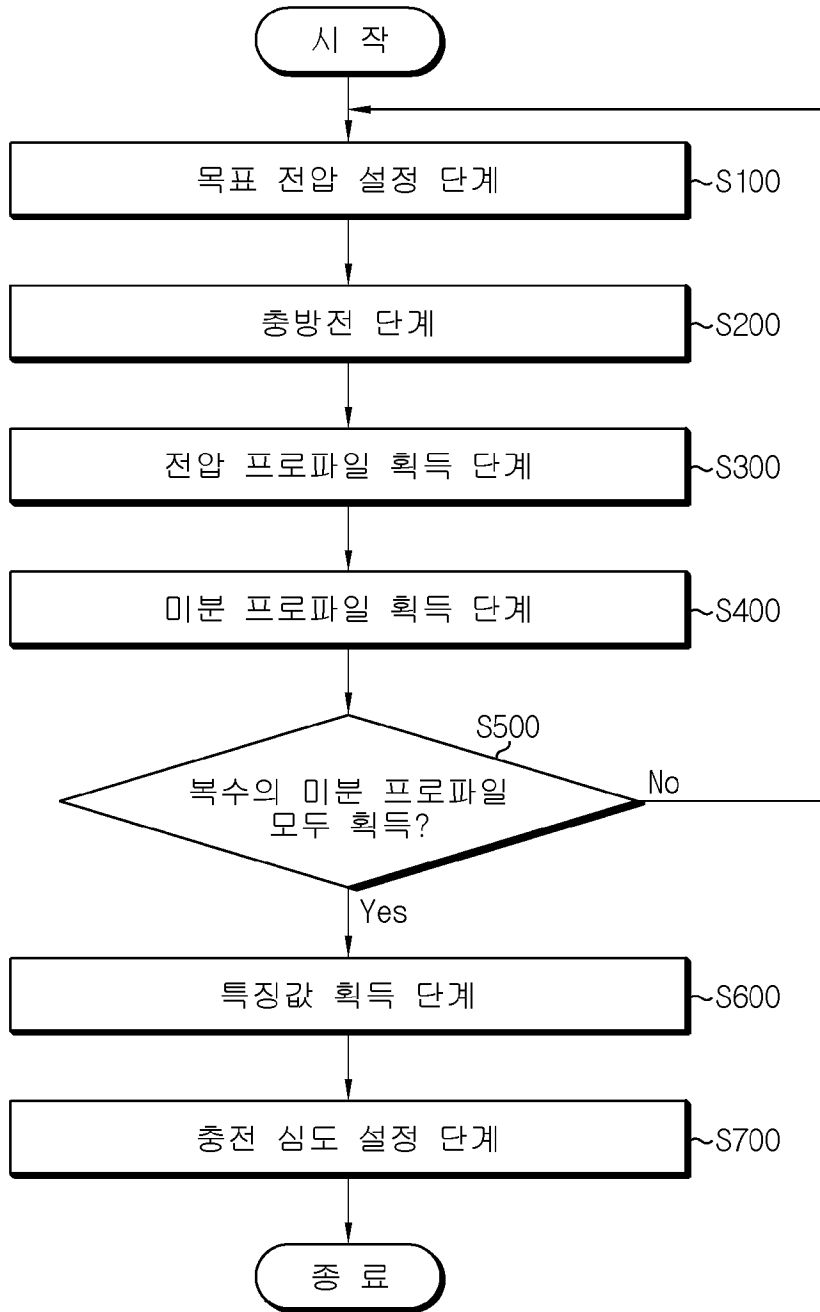 시 작
목표 전압 설정 단계
~S100
충방전 단계
~S200
전압 프로파일 획득 단계
~S300
미분 프로파일 획득 단계
~S400
S500
복수의 미분 프로파일
모두 획득?
No
Yes
특징값 획득 단계
~S600
충전 심도 설정 단계
~S700
종 료